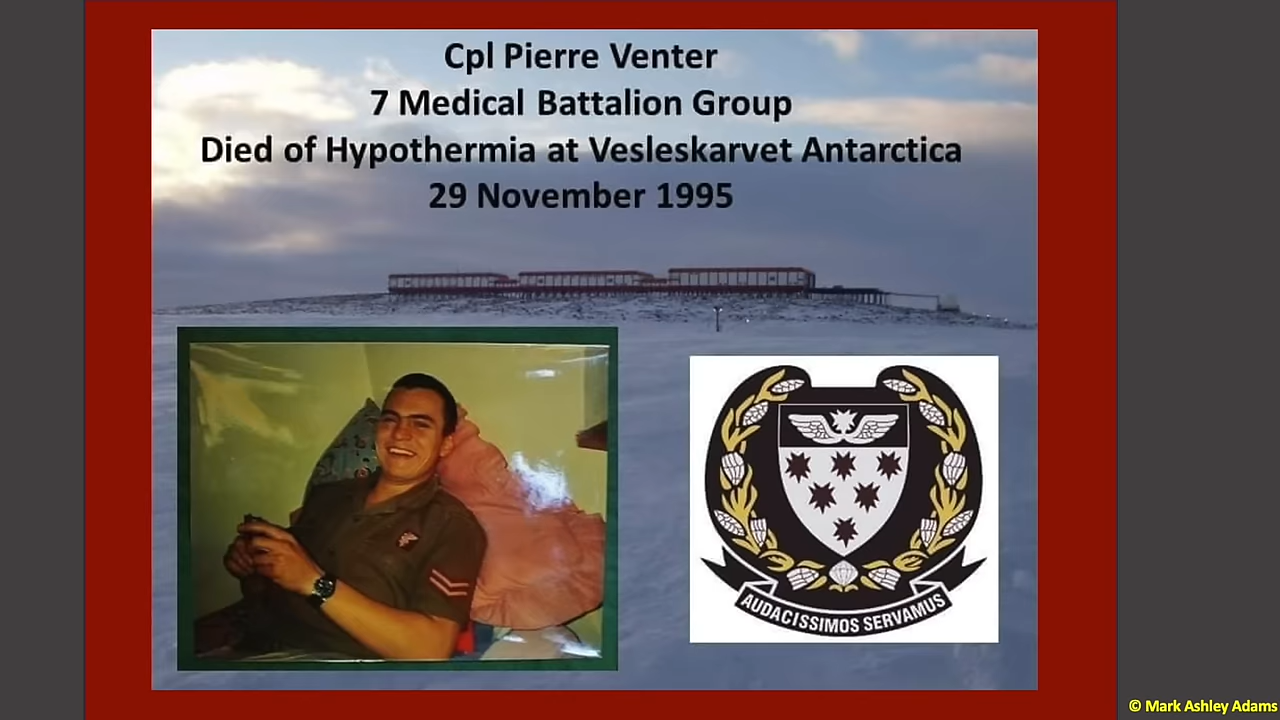 Cpl Pierre Venter
7 Medical Battalion Group
Died of Hypothermia at Vesleskarvet Antarctica
29 November 1995
AUDACISSIMOS SERVAMUS
© Mark Ashley Adams